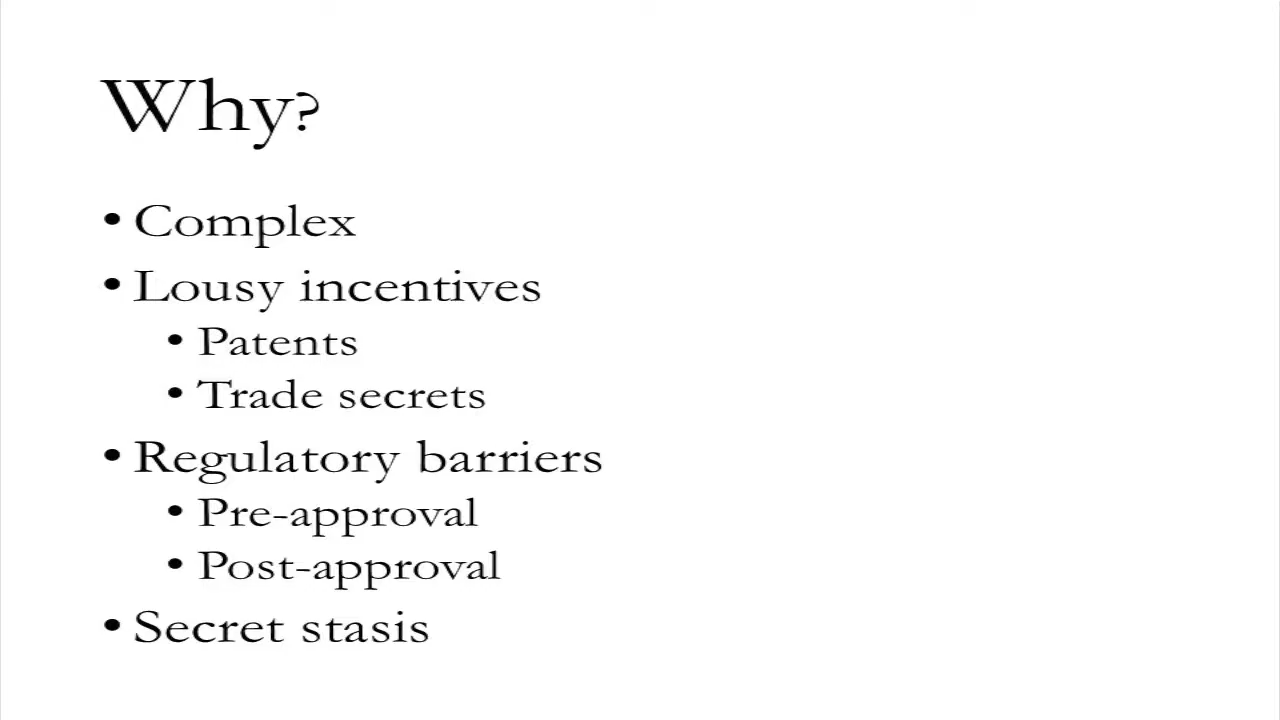 Why?
• Complex
• Lousy incentives
• Patents
• Trade secrets
• Regulatory barriers
• Pre-approval
• Post-approval
• Secret stasis